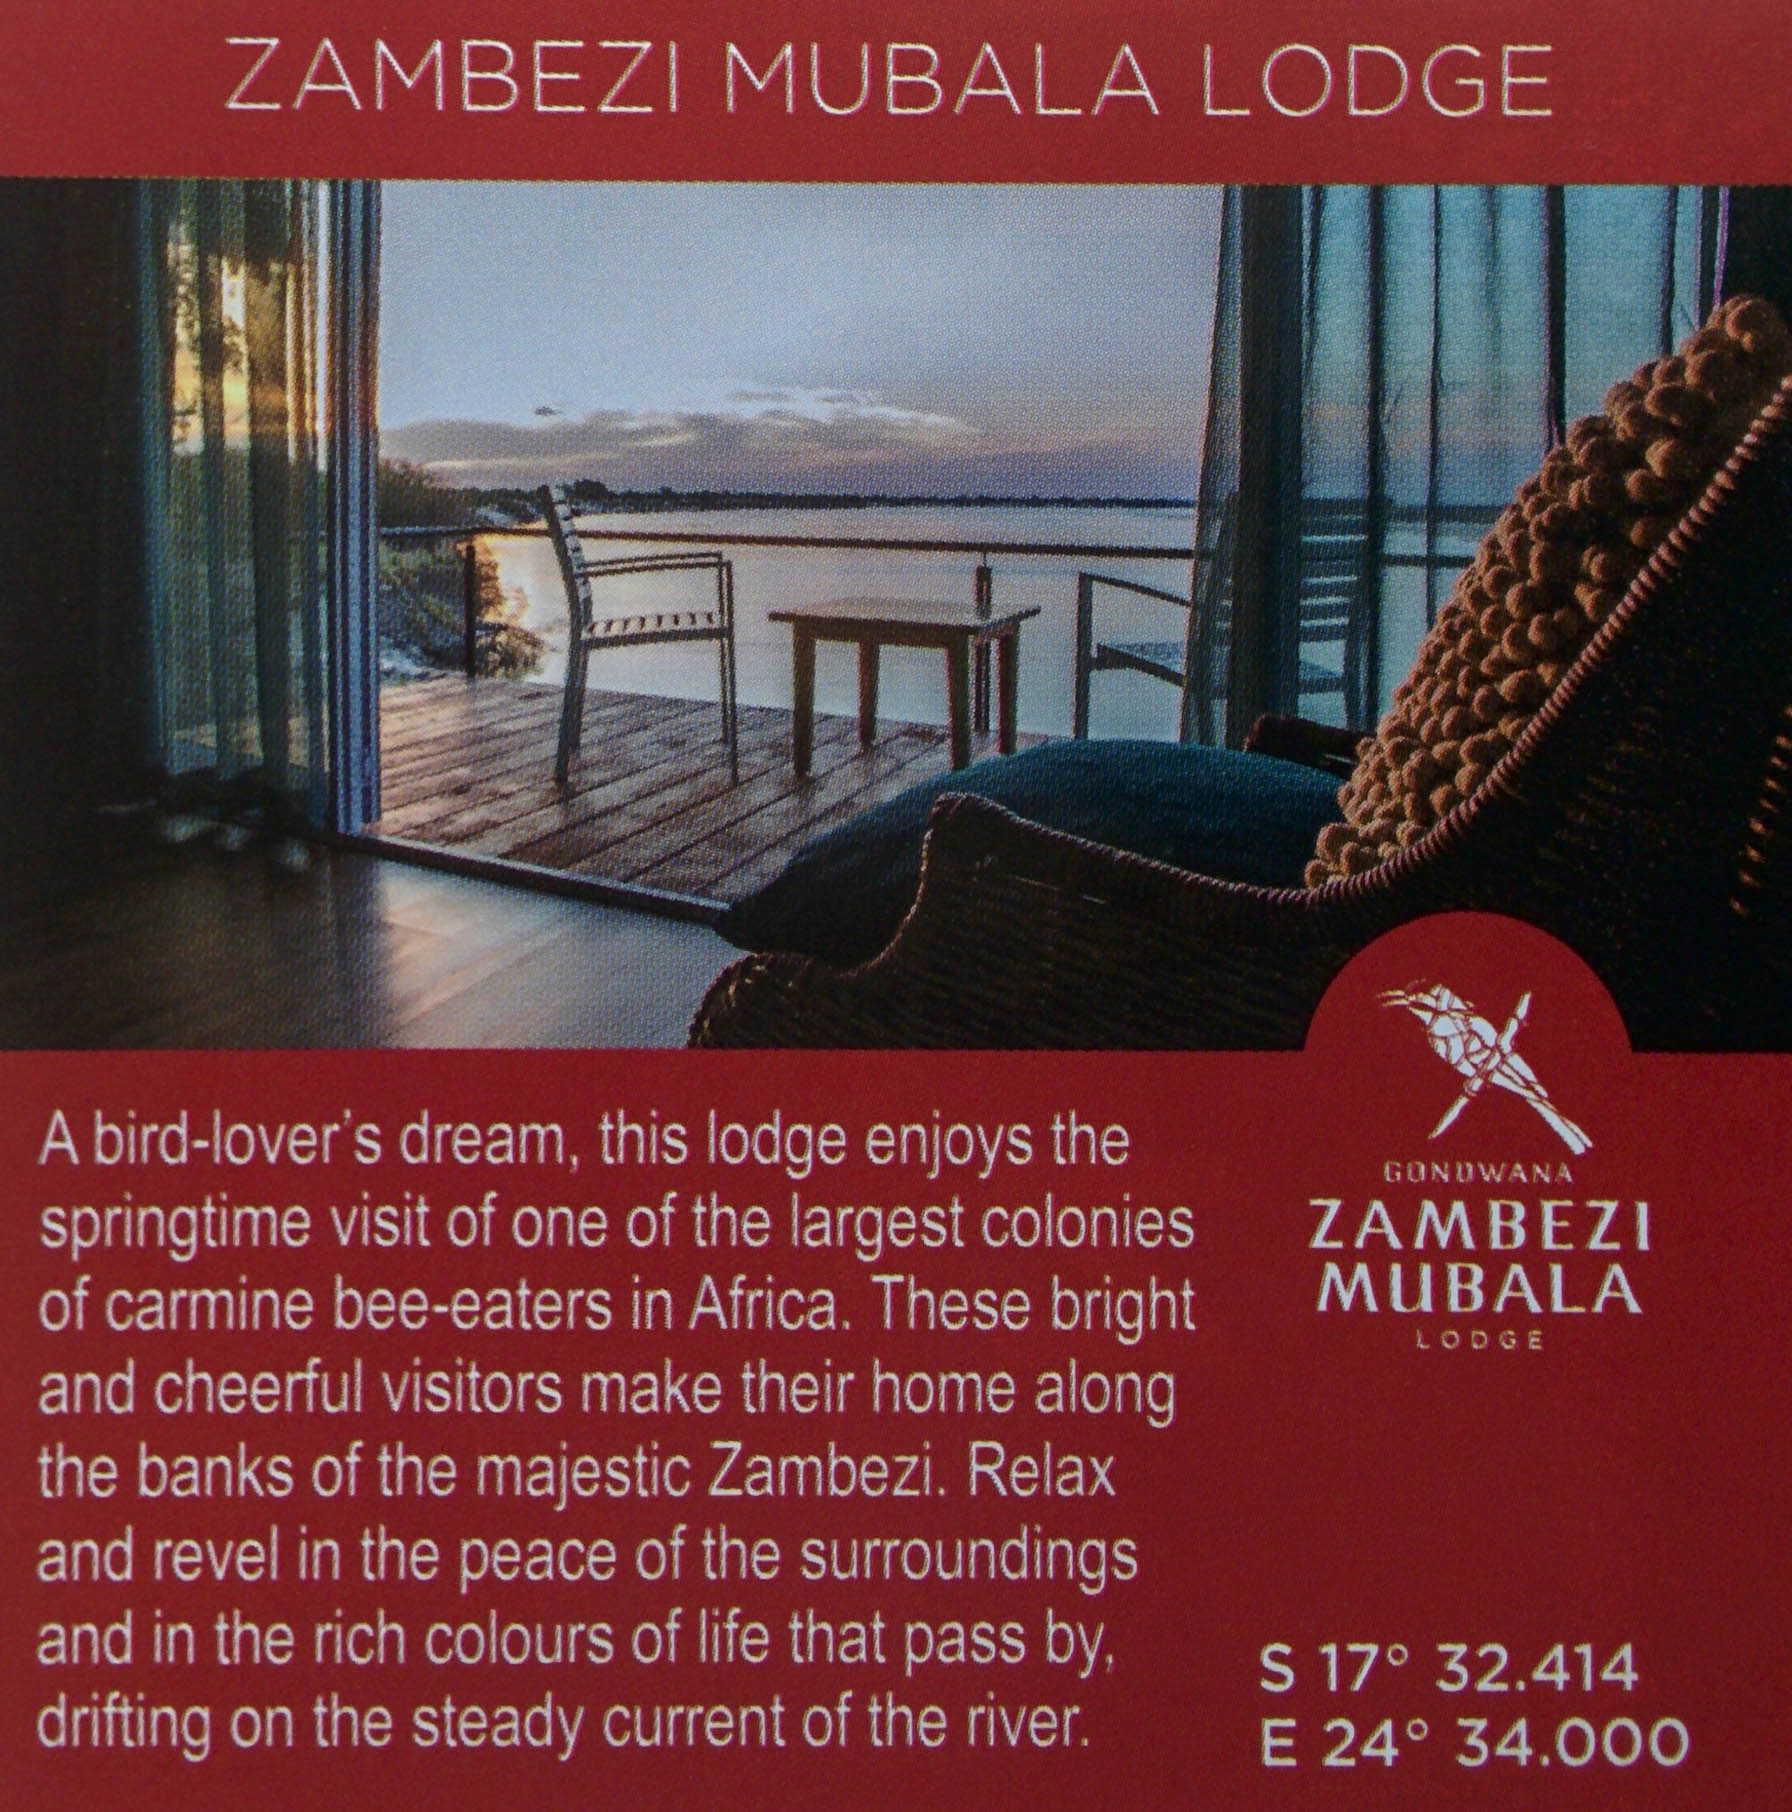 ZAMBEZI MUBALA LODGE
A bird-lover's dream, this lodge enjoys the
springtime visit of one of the largest colonies
of carmine bee-eaters in Africa. These bright
and cheerful visitors make their home along
the banks of the majestic Zambezi. Relax
and revel in the peace of the surroundings
and in the rich colours of life that pass by,
drifting on the steady current of the river.
GONDWANA
ZAMBEZI
MUBALA
LODGE
S 17° 32.414
E 24° 34.000